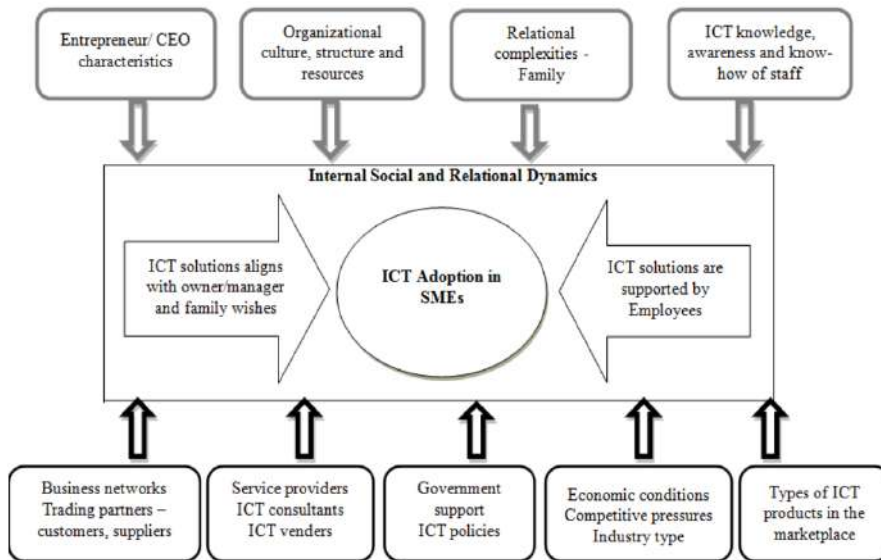 Entrepreneur/ CEO
characteristics
Organizational
culture, structure and
resources
Relational
complexities -
Family
ICT knowledge,
awareness and know-
how of staff
Internal Social and Relational Dynamics
ICT solutions aligns
with owner/manager
and family wishes
ICT Adoption in
SMEs
ICT solutions are
supported by
Employees
Business networks
Trading partners –
customers, suppliers
Service providers
ICT consultants
ICT venders
Government
support
ICT policies
Economic conditions
Competitive pressures
Industry type
Types of ICT
products in the
marketplace